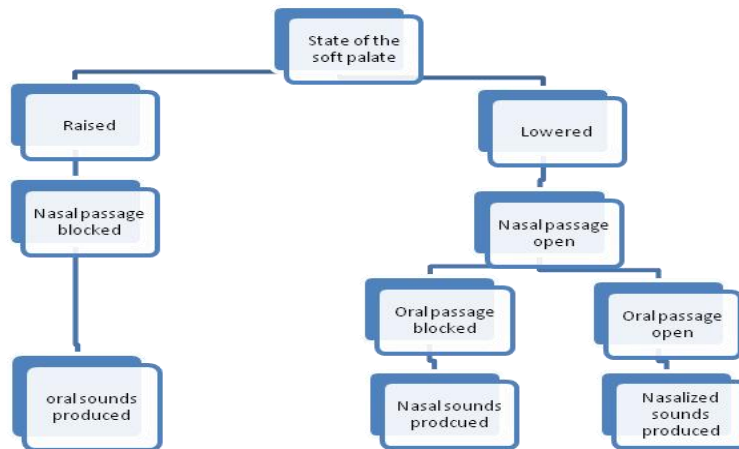 State of the
soft palate
Raised
Lowered
Nasal passage
blocked
Nasal passage
open
Oral passage
blocked
Oral passage
open
oral sounds
produced
Nasal sounds
prodcued
Nasalized
sounds
produced